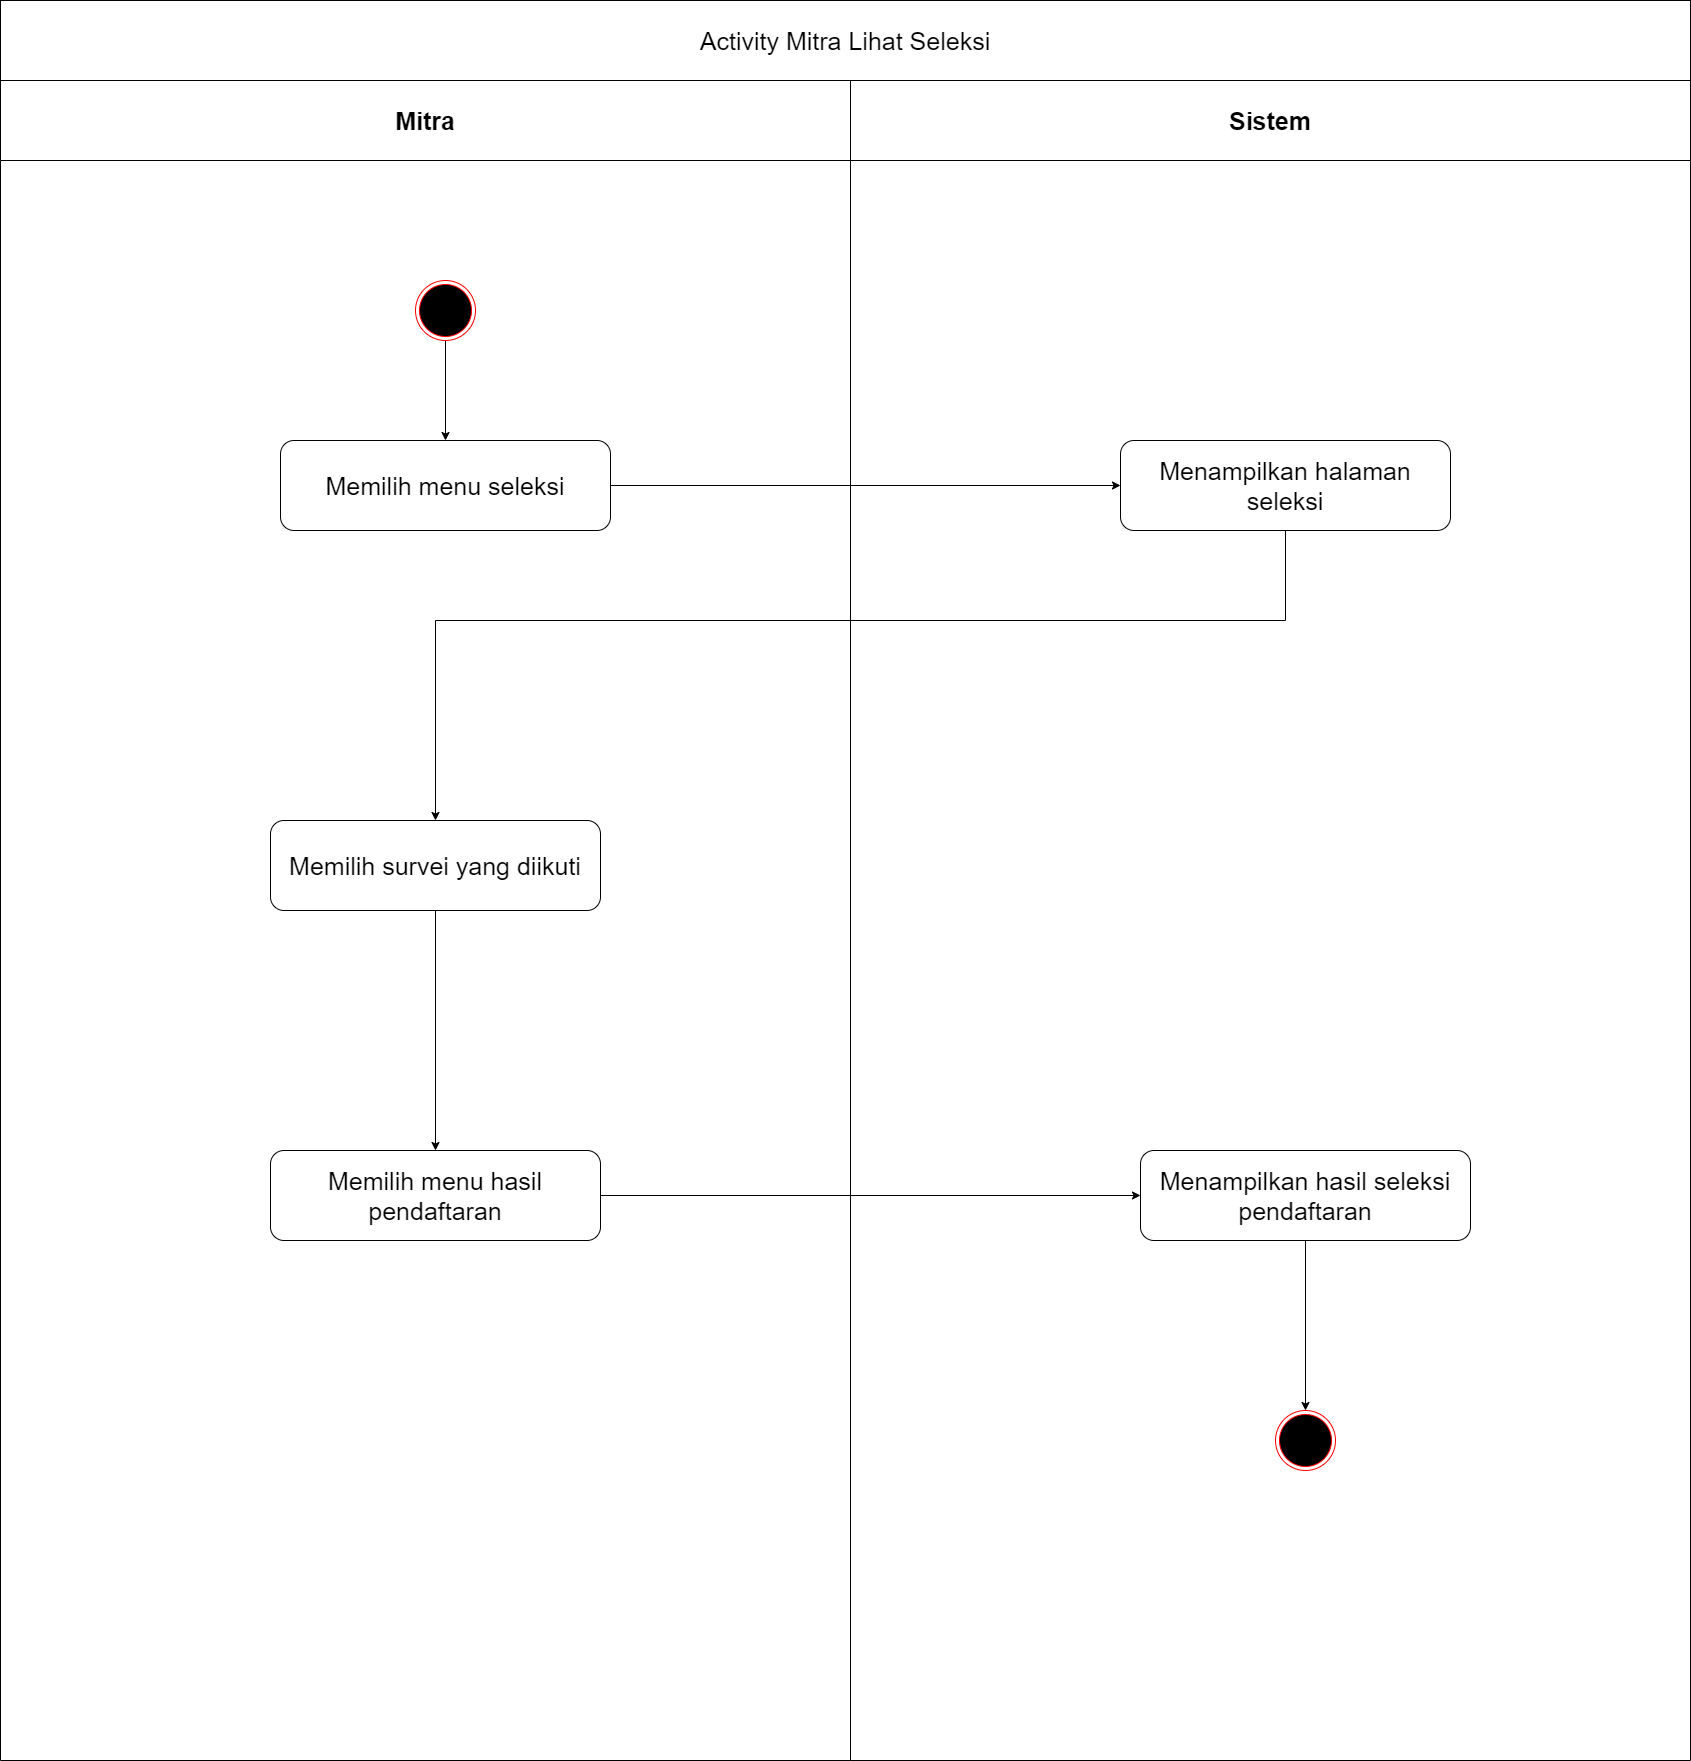 Activity Mitra Lihat Seleksi
Mitra
Sistem
Memilih menu seleksi
Menampilkan halaman
seleksi
Memilih survei yang diikuti
Memilih menu hasil
pendaftaran
Menampilkan hasil seleksi
pendaftaran